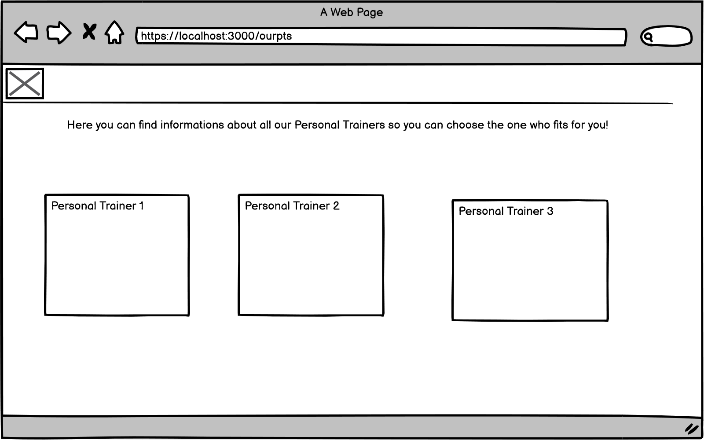 A Web Page
https://localhost:3000/ourpts
Here you can find informations about all our Personal Trainers so you can choose the one who fits for you!
Personal Trainer 1
Personal Trainer 2
Personal Trainer 3